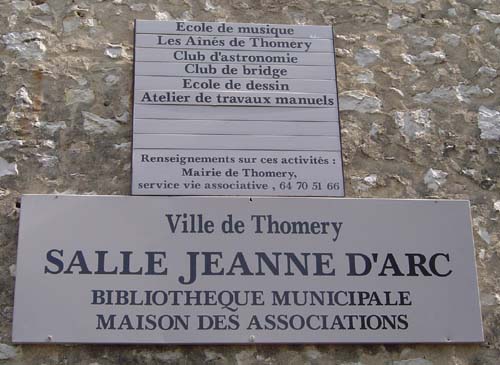 Ecole de musique
Les Aînés de Thomery
Club d'astronomie
Club de bridge
Ecole de dessin
Atelier de travaux manuels
Renseignements sur ces activités :
Mairie de Thomery,
service vie associative , 64 70 51 66
Ville de Thomery
SALLE JEANNE D'ARC
BIBLIOTHEQUE MUNICIPALE
MAISON DES ASSOCIATIONS